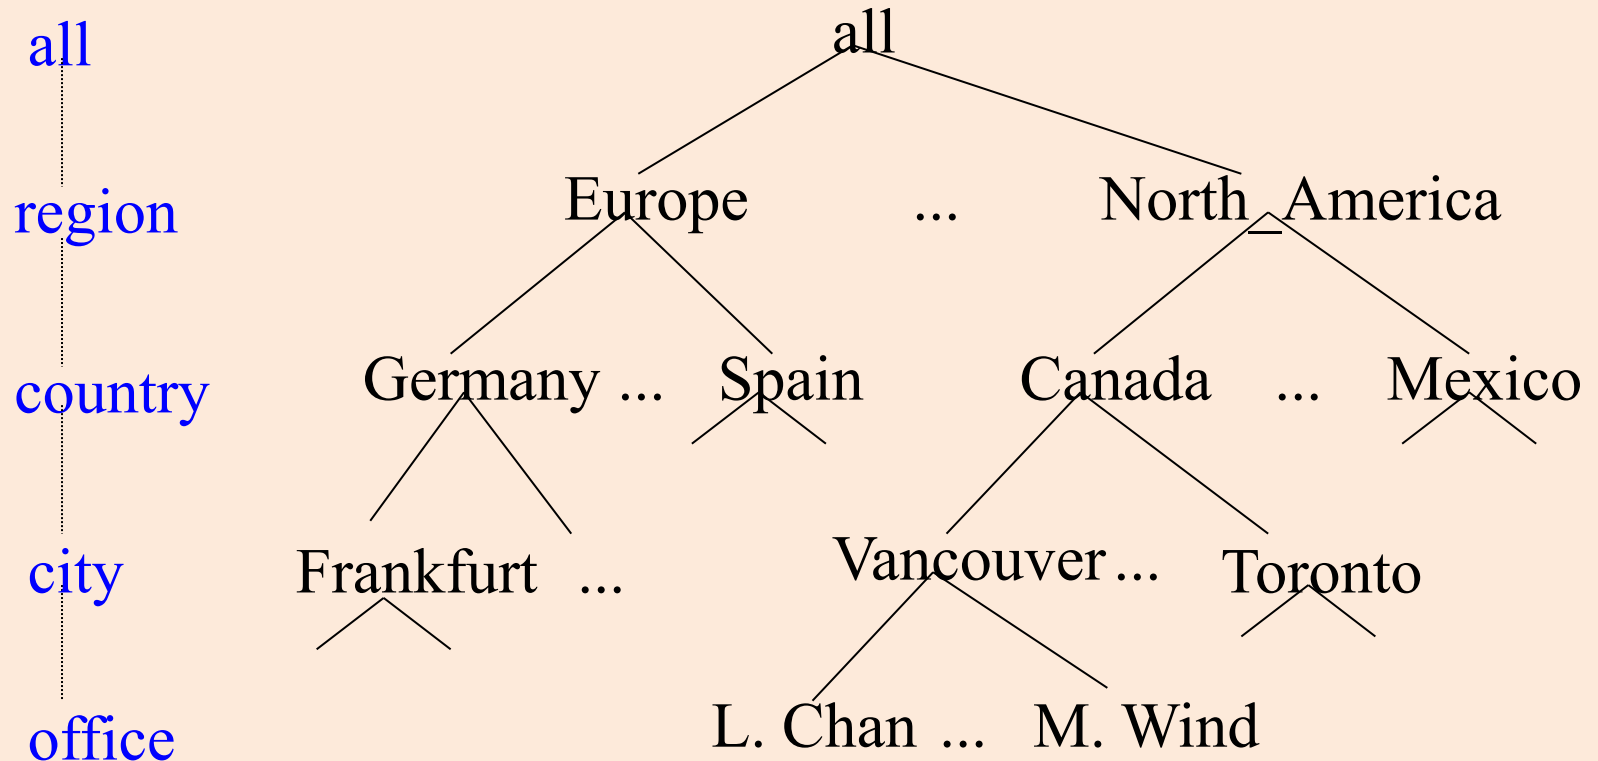 all all
region Europe ... North_America
country Germany ... Spain Canada ... Mexico
city Frankfurt ... Vancouver ... Toronto
office L. Chan ... M. Wind